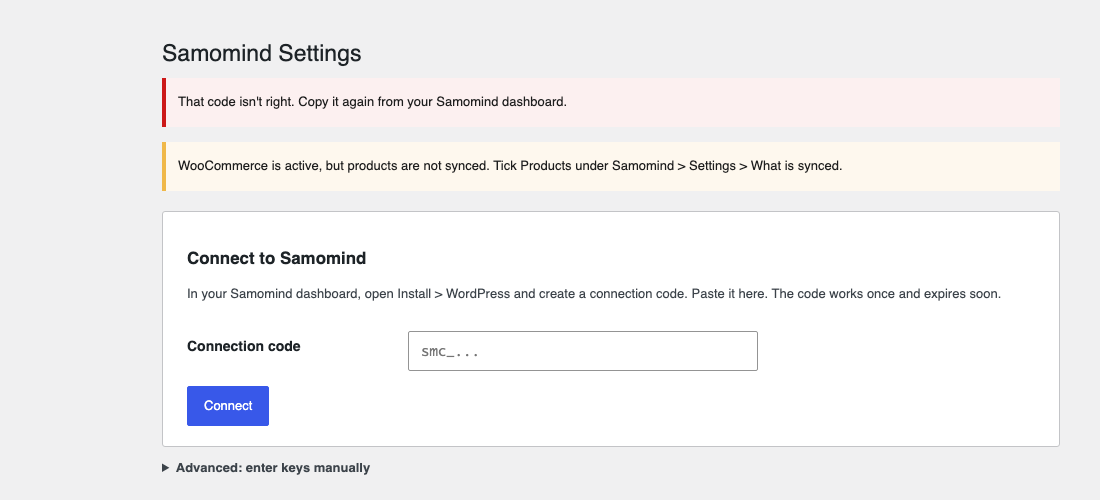 Samomind Settings
That code isn't right. Copy it again from your Samomind dashboard.
WooCommerce is active, but products are not synced. Tick Products under Samomind > Settings > What is synced.
Connect to Samomind
In your Samomind dashboard, open Install > WordPress and create a connection code. Paste it here. The code works once and expires soon.
Connection code
smc_...
Connect
Advanced: enter keys manually